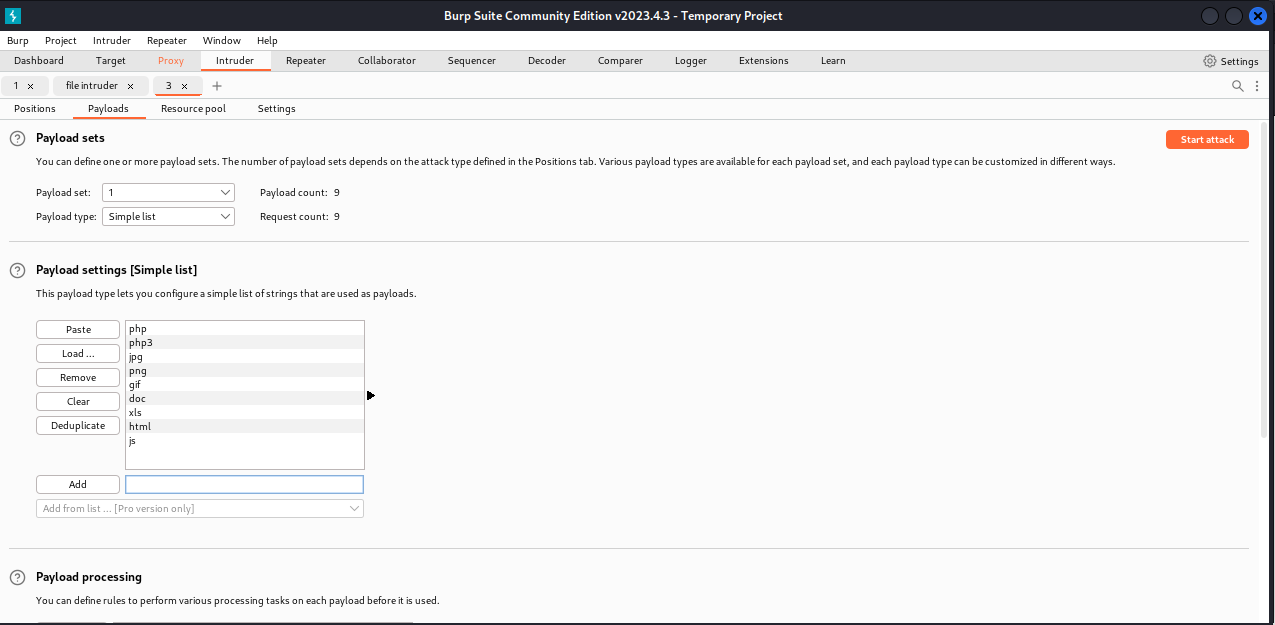 Burp Suite Community Edition v2023.4.3 - Temporary Project
Burp Project Intruder Repeater Window Help
Dashboard Target Proxy Intruder Repeater Collaborator Sequencer Decoder Comparer Logger Extensions Learn Settings
1 × file intruder × 3 × +
Positions Payloads Resource pool Settings
? Payload sets Start attack
You can define one or more payload sets. The number of payload sets depends on the attack type defined in the Positions tab. Various payload types are available for each payload set, and each payload type can be customized in different ways.
Payload set: 1 Payload count: 9
Payload type: Simple list Request count: 9
? Payload settings [Simple list]
This payload type lets you configure a simple list of strings that are used as payloads.
Paste
Load ...
Remove
Clear
Deduplicate
php
php3
jpg
png
gif
doc
xls
html
js
Add
Add from list ... [Pro version only]
? Payload processing
You can define rules to perform various processing tasks on each payload before it is used.